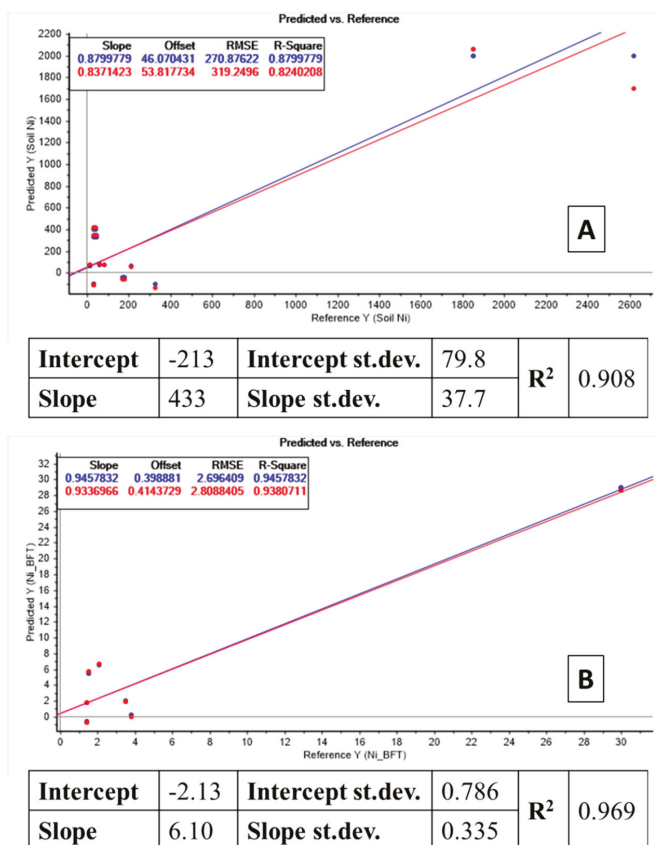 Predicted vs. Reference
Slope Offset RMSE R-Square
0.8799779 46.070431 270.87622 0.8799779
0.8371423 53.817734 319.2496 0.8240208
2200
2000
1800
1600
1400
1200
1000
800
600
400
200
0
Predicted Y (Soil Ni)
A
0 200 400 600 800 1000 1200 1400 1600 1800 2000 2200 2400 2600
Reference Y (Soil Ni)
Intercept -213 Intercept st.dev. 79.8 R² 0.908
Slope 433 Slope st.dev. 37.7
Predicted vs. Reference
Slope Offset RMSE R-Square
0.9457832 0.398881 2.696409 0.9457832
0.9336966 0.4143729 2.8088405 0.9380711
32
30
28
26
24
22
20
18
16
14
12
10
8
6
4
2
0
Predicted Y (Ni_BFT)
B
0 2 4 6 8 10 12 14 16 18 20 22 24 26 28 30
Reference Y (Ni_BFT)
Intercept -2.13 Intercept st.dev. 0.786 R² 0.969
Slope 6.10 Slope st.dev. 0.335